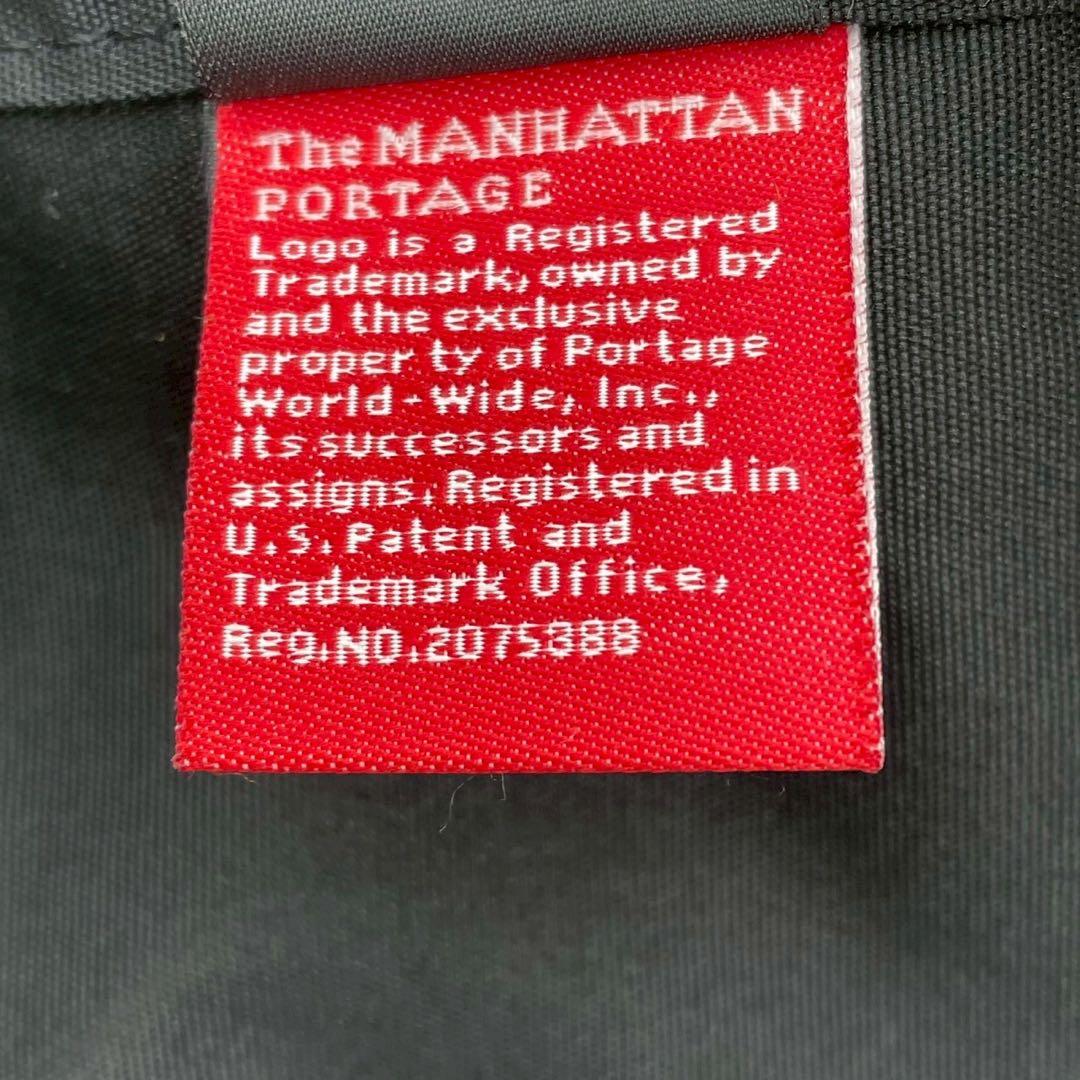 The MANHATTAN
PORTAGE
Logo is a Registered
Trademark, owned by
and the exclusive
proper ty of Portage
World-Wide, Inc.,
its successors and
assigns. Registered in
U.S. Patent and
Trademark Office,
Reg.NO.2075388